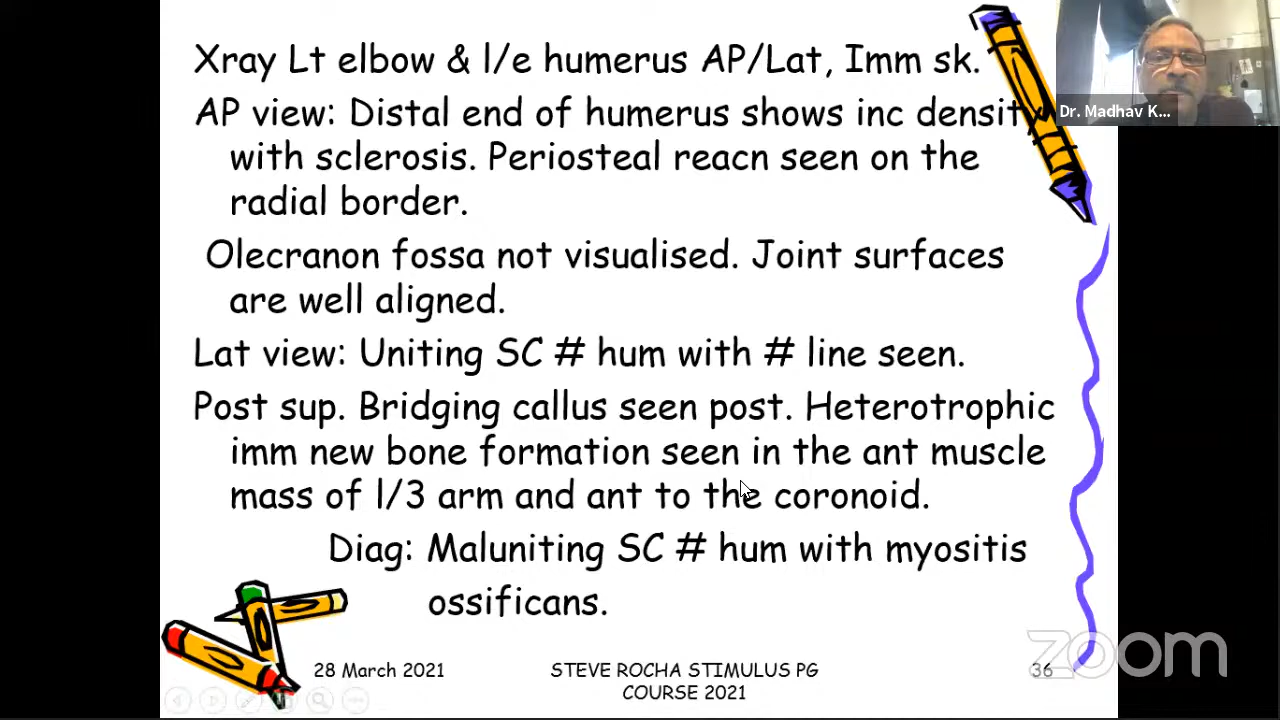 Xray Lt elbow & l/e humerus AP/Lat, Imm sk.
AP view: Distal end of humerus shows inc density
with sclerosis. Periosteal reacn seen on the
radial border.
Olecranon fossa not visualised. Joint surfaces
are well aligned.
Lat view: Uniting SC # hum with # line seen.
Post sup. Bridging callus seen post. Heterotrophic
imm new bone formation seen in the ant muscle
mass of l/3 arm and ant to the coronoid.
Diag: Maluniting SC # hum with myositis
ossificans.
28 March 2021
STEVE ROCHA STIMULUS PG
COURSE 2021
36
Dr. Madhav K...
zoom